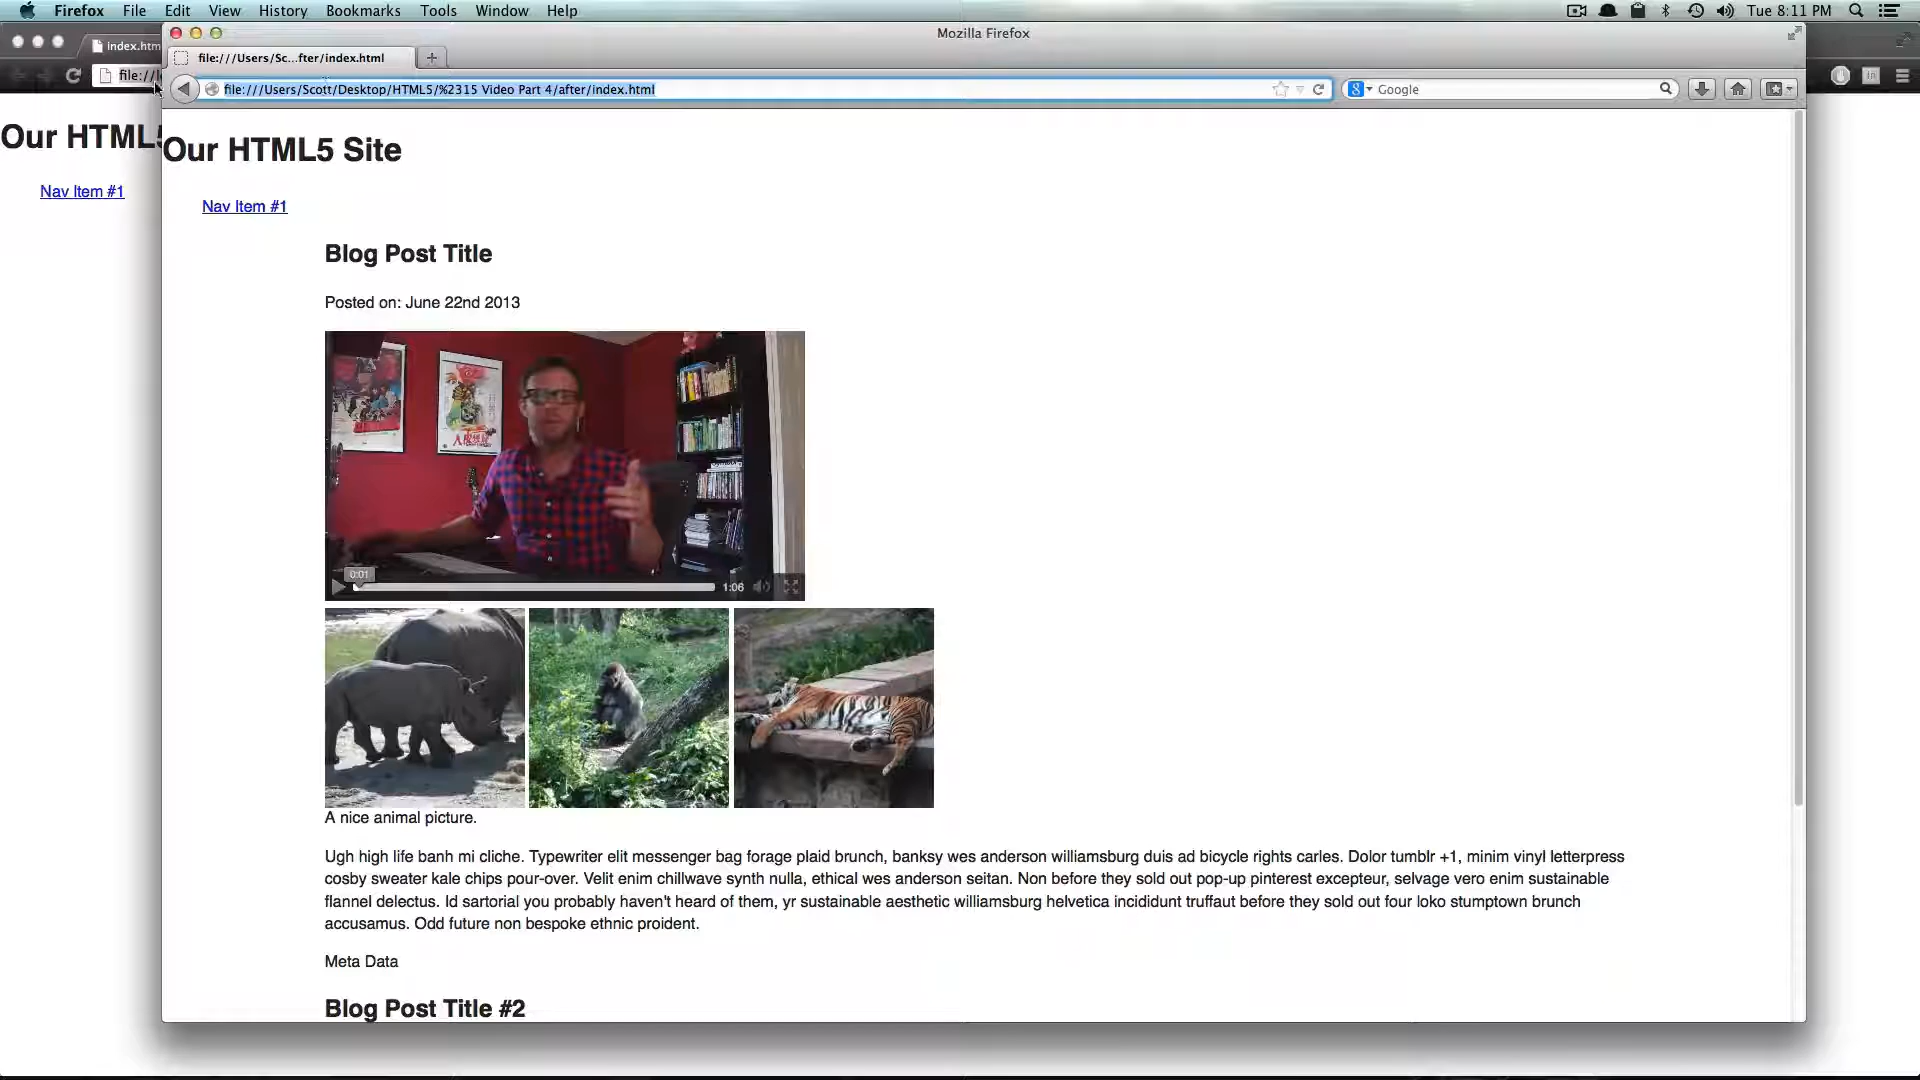 Firefox File Edit View History Bookmarks Tools Window Help
Tue 8:11 PM
Mozilla Firefox
index.htm
file:///Users/Sc...fter/index.html
file://l
file:///Users/Scott/Desktop/HTML5/%2315 Video Part 4/after/index.html
Google
Our HTML5
Our HTML5 Site
Nav Item #1
Nav Item #1
Blog Post Title
Posted on: June 22nd 2013
0:01
1:06
A nice animal picture.
Ugh high life banh mi cliche. Typewriter elit messenger bag forage plaid brunch, banksy wes anderson williamsburg duis ad bicycle rights carles. Dolor tumblr +1, minim vinyl letterpress
cosby sweater kale chips pour-over. Velit enim chillwave synth nulla, ethical wes anderson seitan. Non before they sold out pop-up pinterest excepteur, selvage vero enim sustainable
flannel delectus. Id sartorial you probably haven't heard of them, yr sustainable aesthetic williamsburg helvetica incididunt truffaut before they sold out four loko stumptown brunch
accusamus. Odd future non bespoke ethnic proident.
Meta Data
Blog Post Title #2